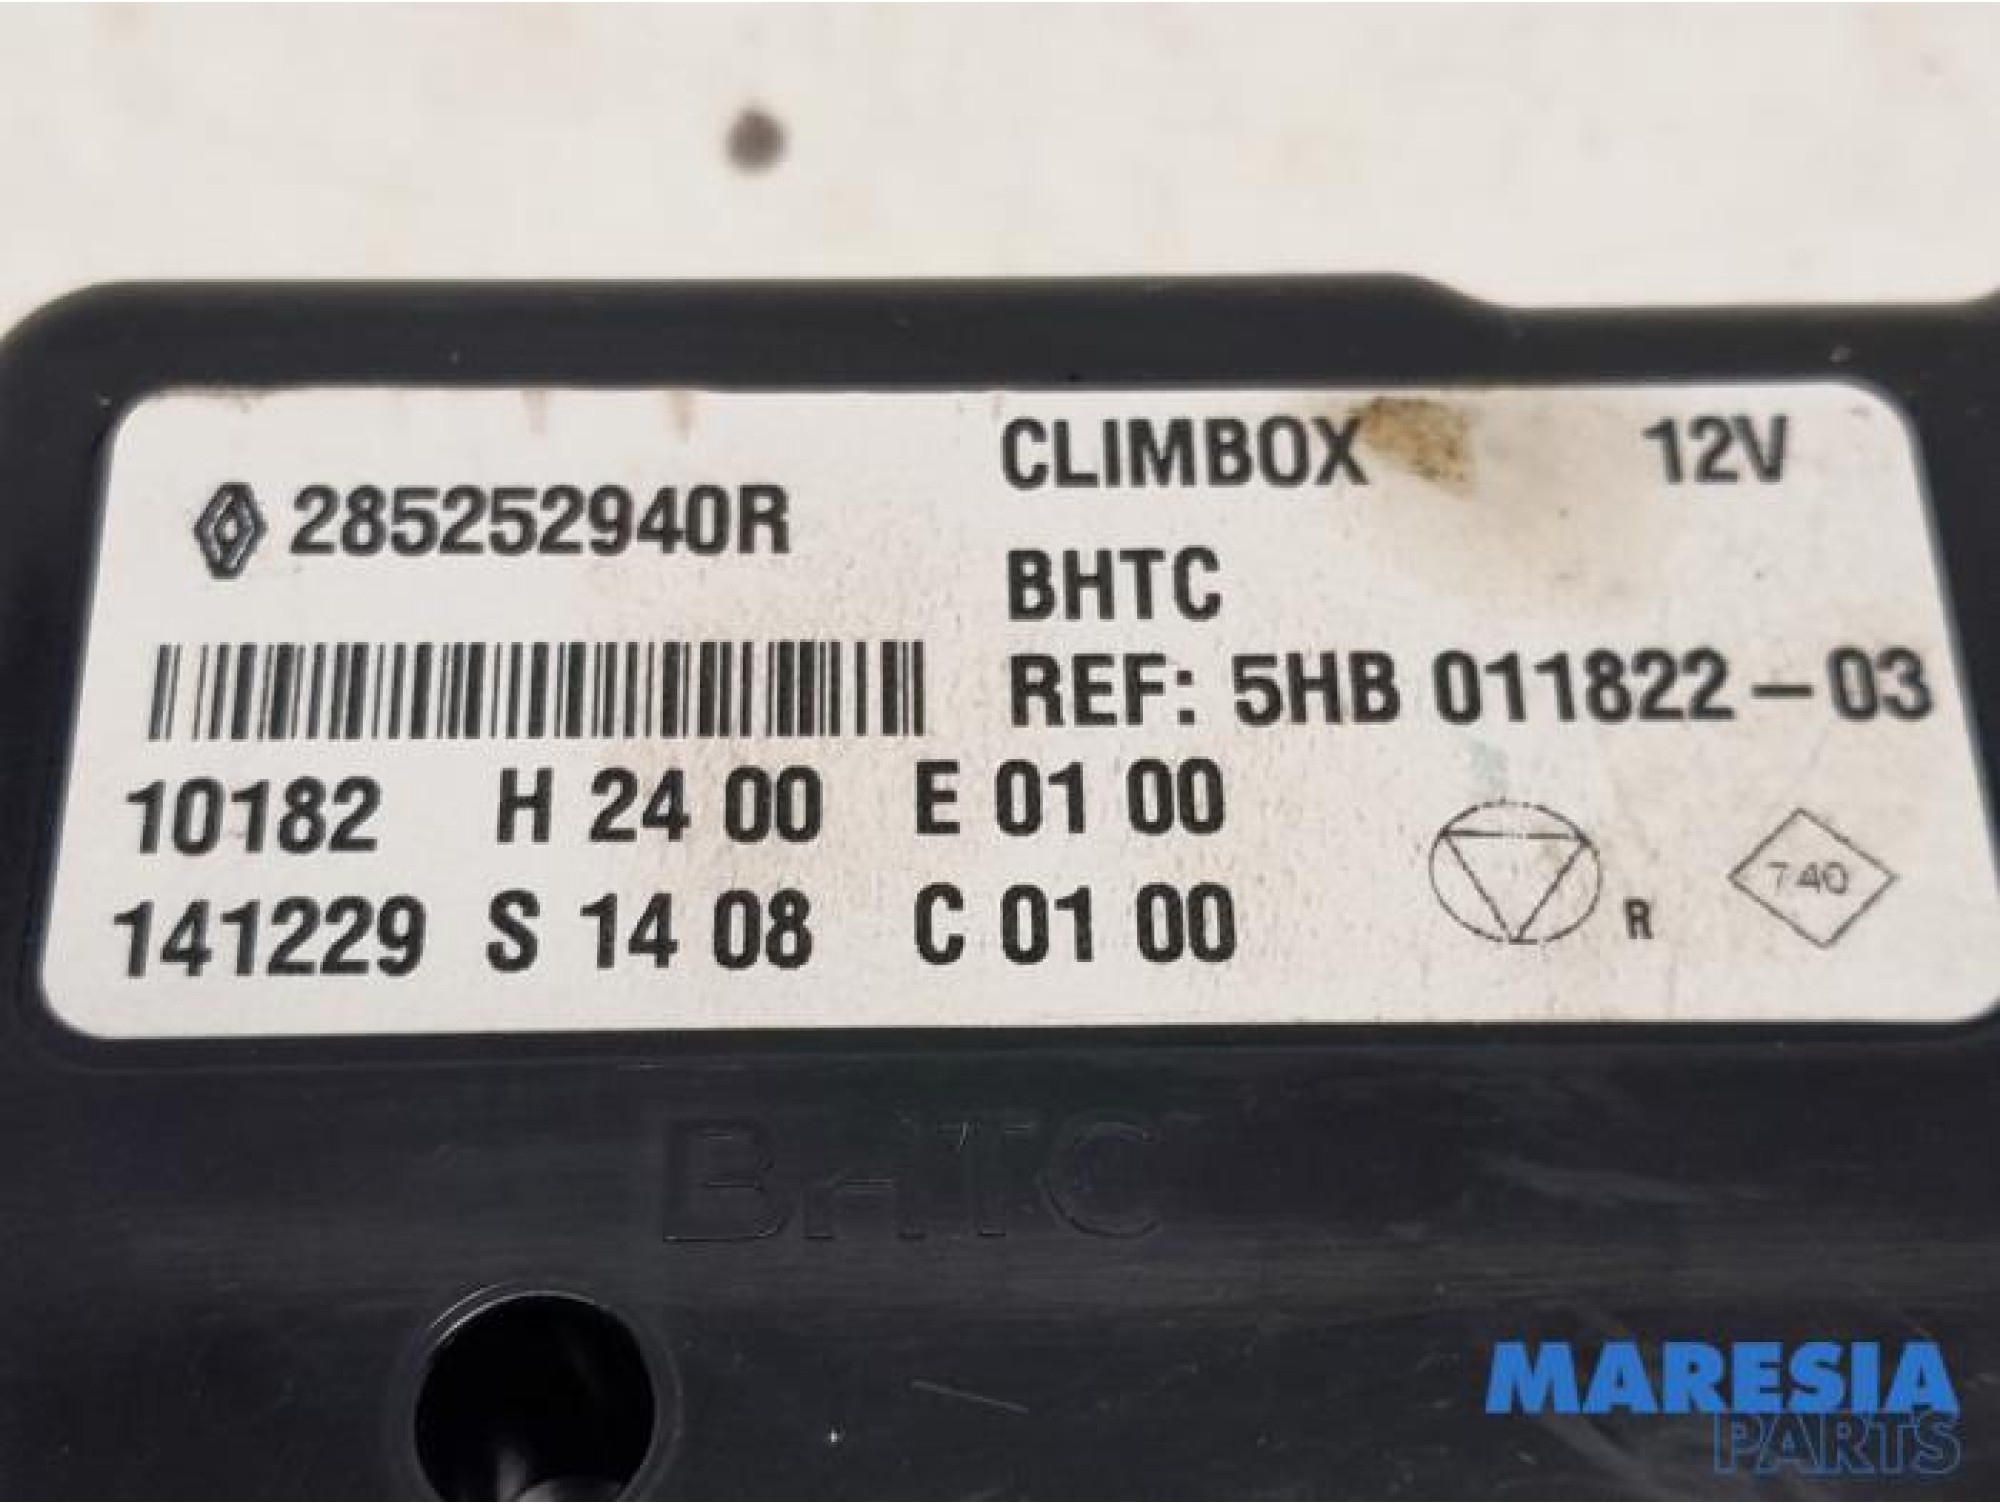 CLIMBOX 12V
285252940R
BHTC
REF: 5HB 011822-03
10182 H 24 00 E 01 00
141229 S 14 08 C 01 00
R
740
BHTC
MARESIA
PARTS